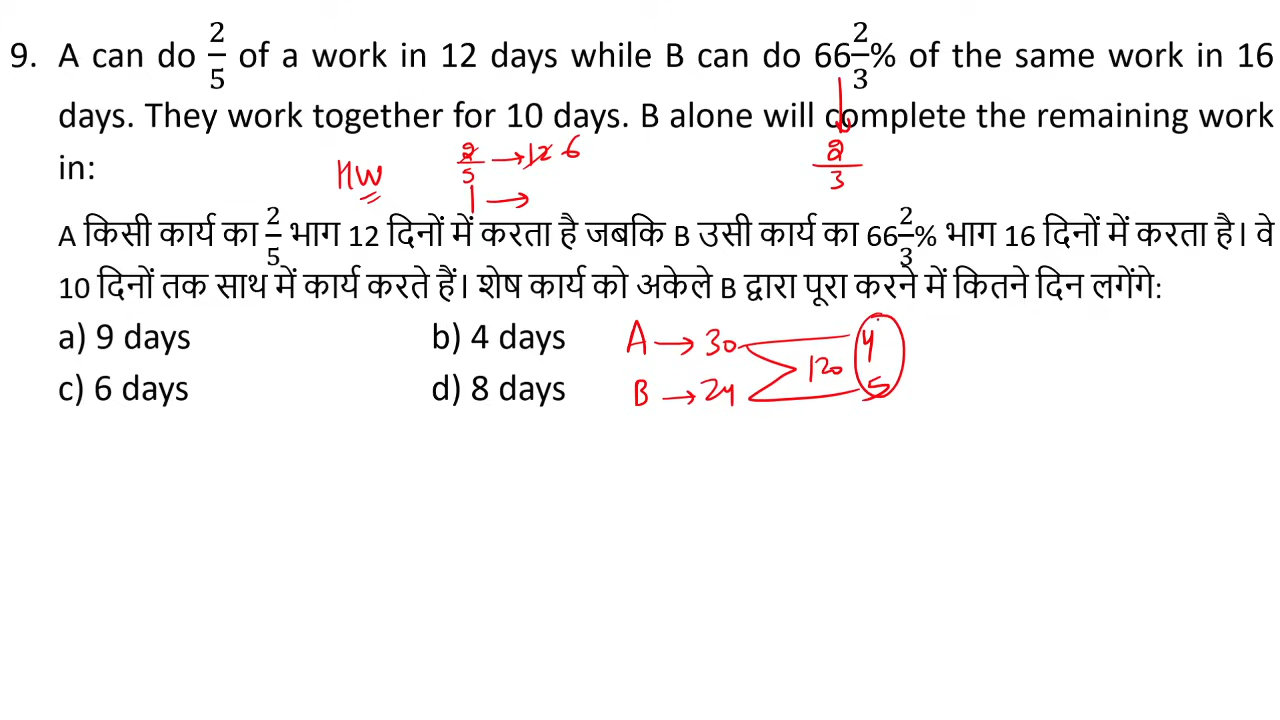 9. A can do 2/5 of a work in 12 days while B can do 66 2/3% of the same work in 16
days. They work together for 10 days. B alone will complete the remaining work
in:
HW
2/5 → 12 6
1 →
2/3
A किसी कार्य का 2/5 भाग 12 दिनों में करता है जबकि B उसी कार्य का 66 2/3% भाग 16 दिनों में करता है। वे
10 दिनों तक साथ में कार्य करते हैं। शेष कार्य को अकेले B द्वारा पूरा करने में कितने दिन लगेंगे:
a) 9 days b) 4 days
c) 6 days d) 8 days
A → 30 4
120
B → 24 5